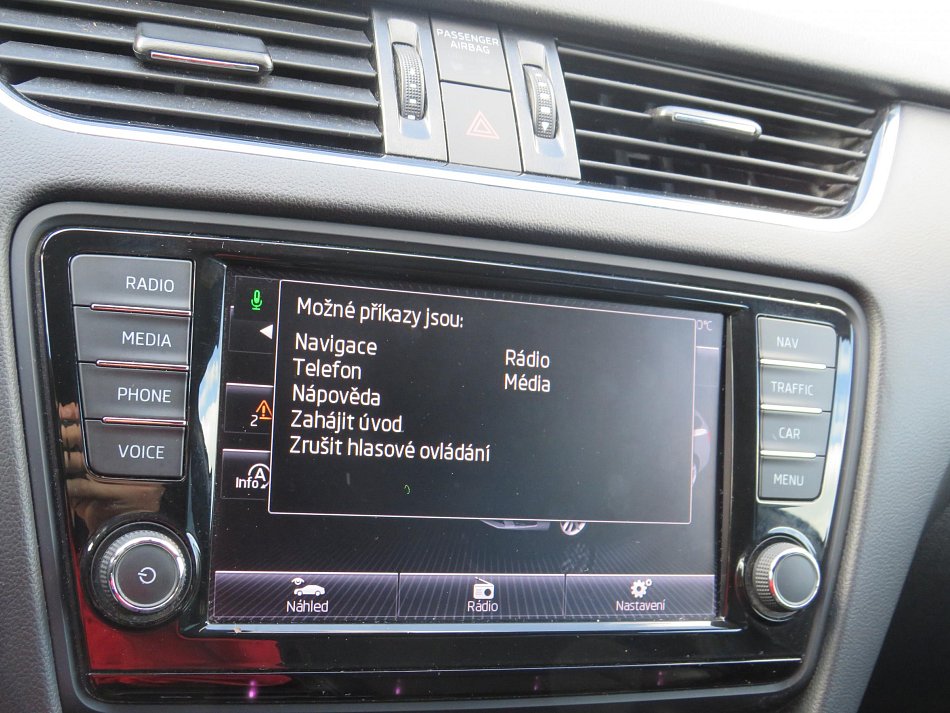 PASSENGER
AIRBAG
RADIO
MEDIA
PHONE
VOICE
Možné příkazy jsou:
Navigace
Telefon
Nápověda
Zahájit úvod
Zrušit hlasové ovládání
Rádio
Média
2
A
Info
Náhled
Rádio
Nastavení
NAV
TRAFFIC
CAR
MENU